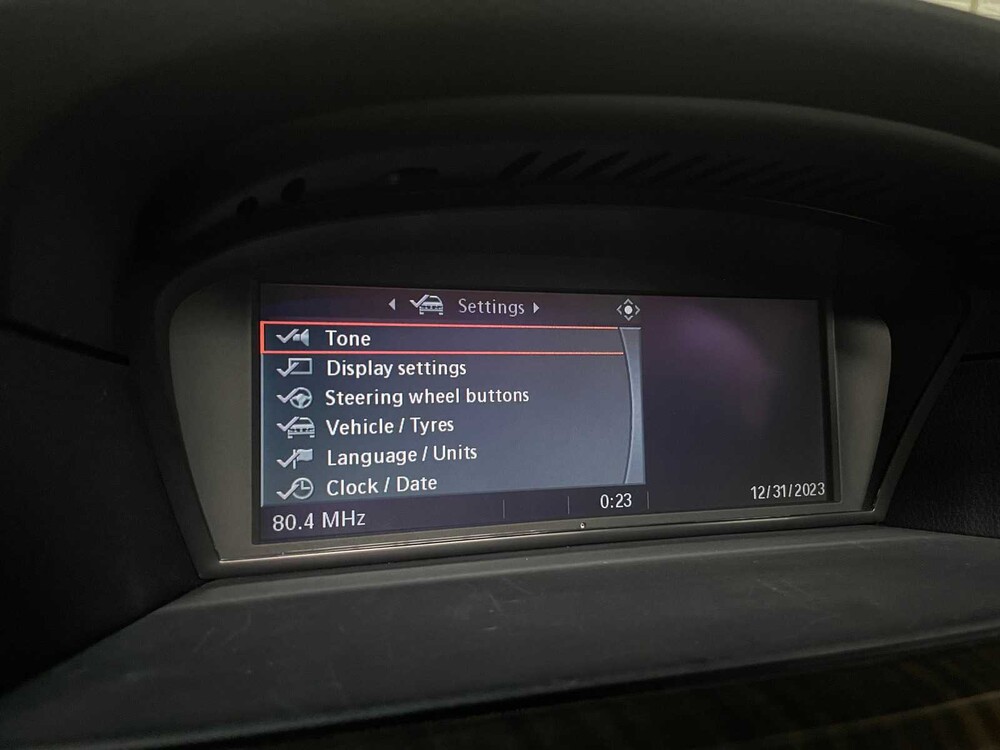 Settings
Tone
Display settings
Steering wheel buttons
Vehicle / Tyres
Language / Units
Clock / Date
80.4 MHz
0:23
12/31/2023